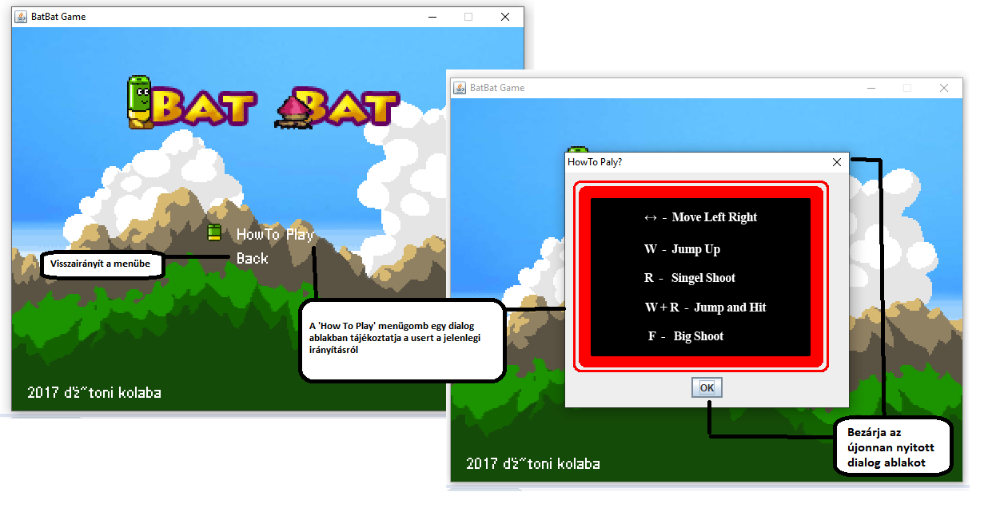 BatBat Game
BAT BAT
HowTo Play
Back
Visszairányít a menübe
A 'How To Play' menügomb egy dialog
ablakban tájékoztatja a usert a jelenlegi
irányításról
2017 ďž˝toni kolaba
BatBat Game
HowTo Paly?
↔ - Move Left Right
W - Jump Up
R - Singel Shoot
W + R - Jump and Hit
F - Big Shoot
OK
Bezárja az
újonnan nyitott
dialog ablakot
2017 ďž˝toni kolaba